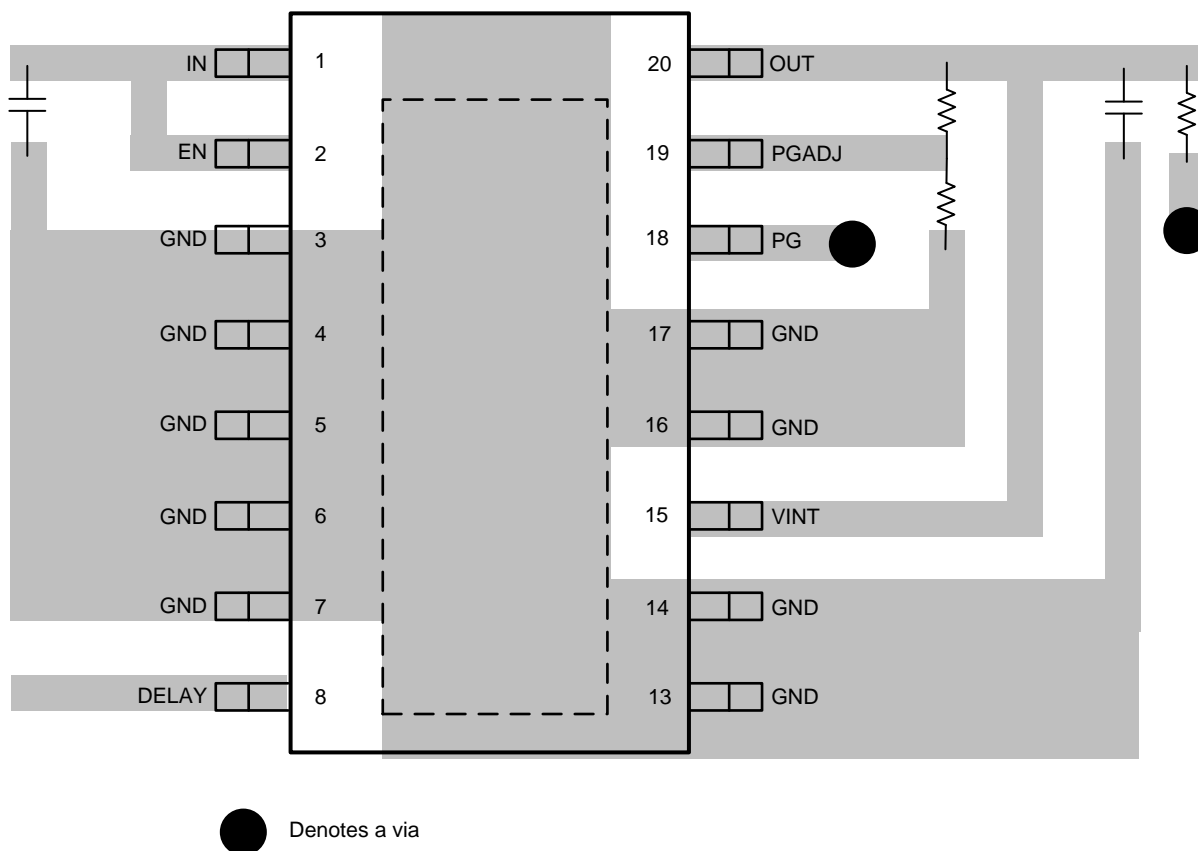 IN 1 20 OUT
EN 2 19 PGADJ
GND 3 18 PG
GND 4 17 GND
GND 5 16 GND
GND 6 15 VINT
GND 7 14 GND
DELAY 8 13 GND
Denotes a via